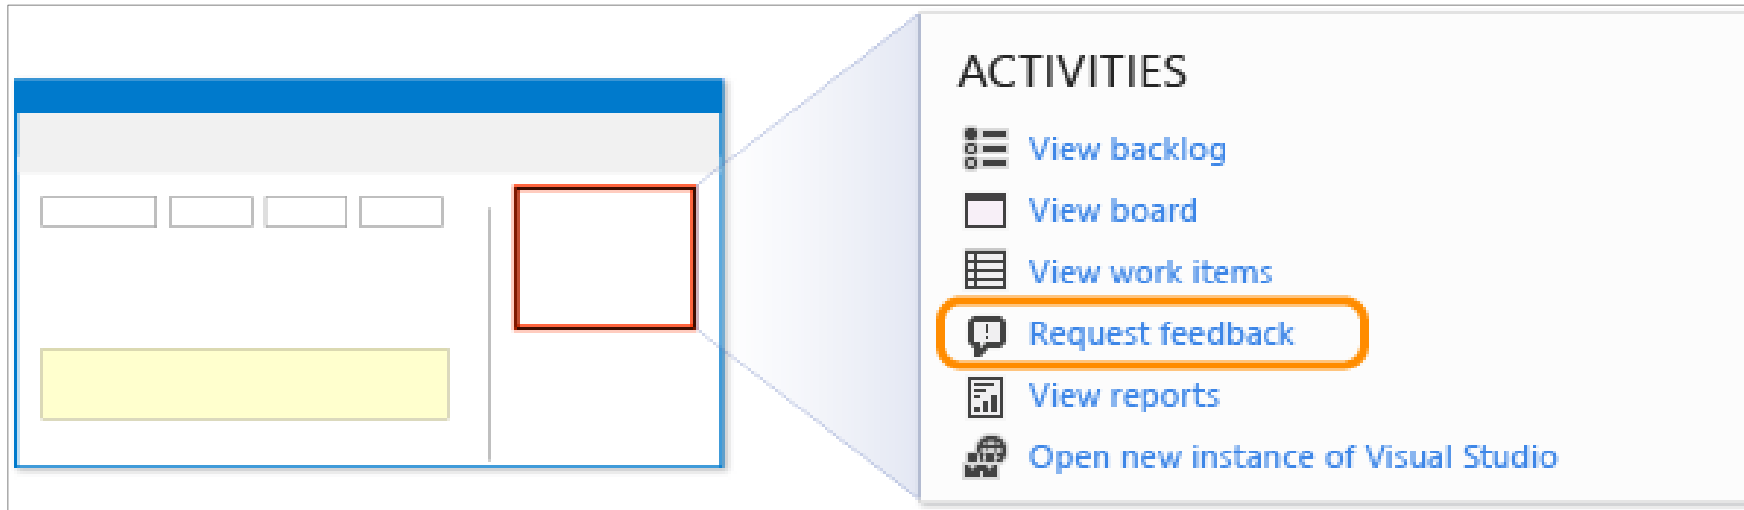 ACTIVITIES
View backlog
View board
View work items
Request feedback
View reports
Open new instance of Visual Studio